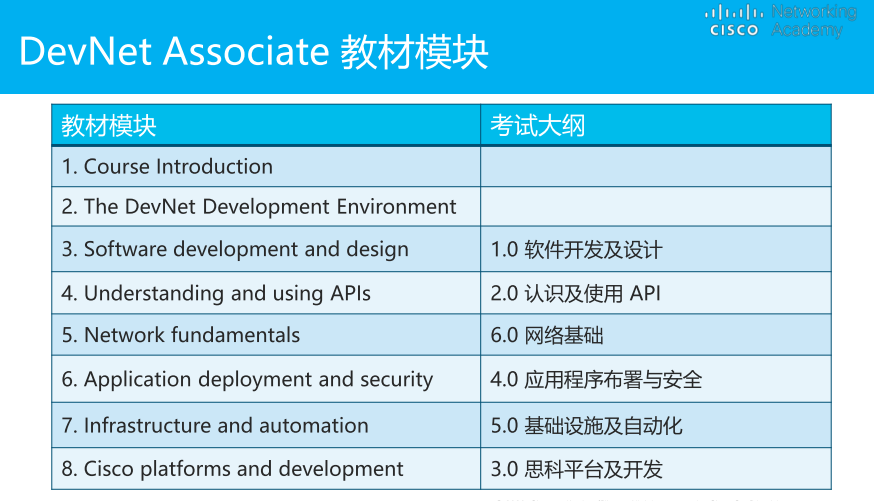 Networking
CISCO Academy
DevNet Associate 教材模块
教材模块 考试大纲
1. Course Introduction
2. The DevNet Development Environment
3. Software development and design 1.0 软件开发及设计
4. Understanding and using APIs 2.0 认识及使用 API
5. Network fundamentals 6.0 网络基础
6. Application deployment and security 4.0 应用程序布署与安全
7. Infrastructure and automation 5.0 基础设施及自动化
8. Cisco platforms and development 3.0 思科平台及开发